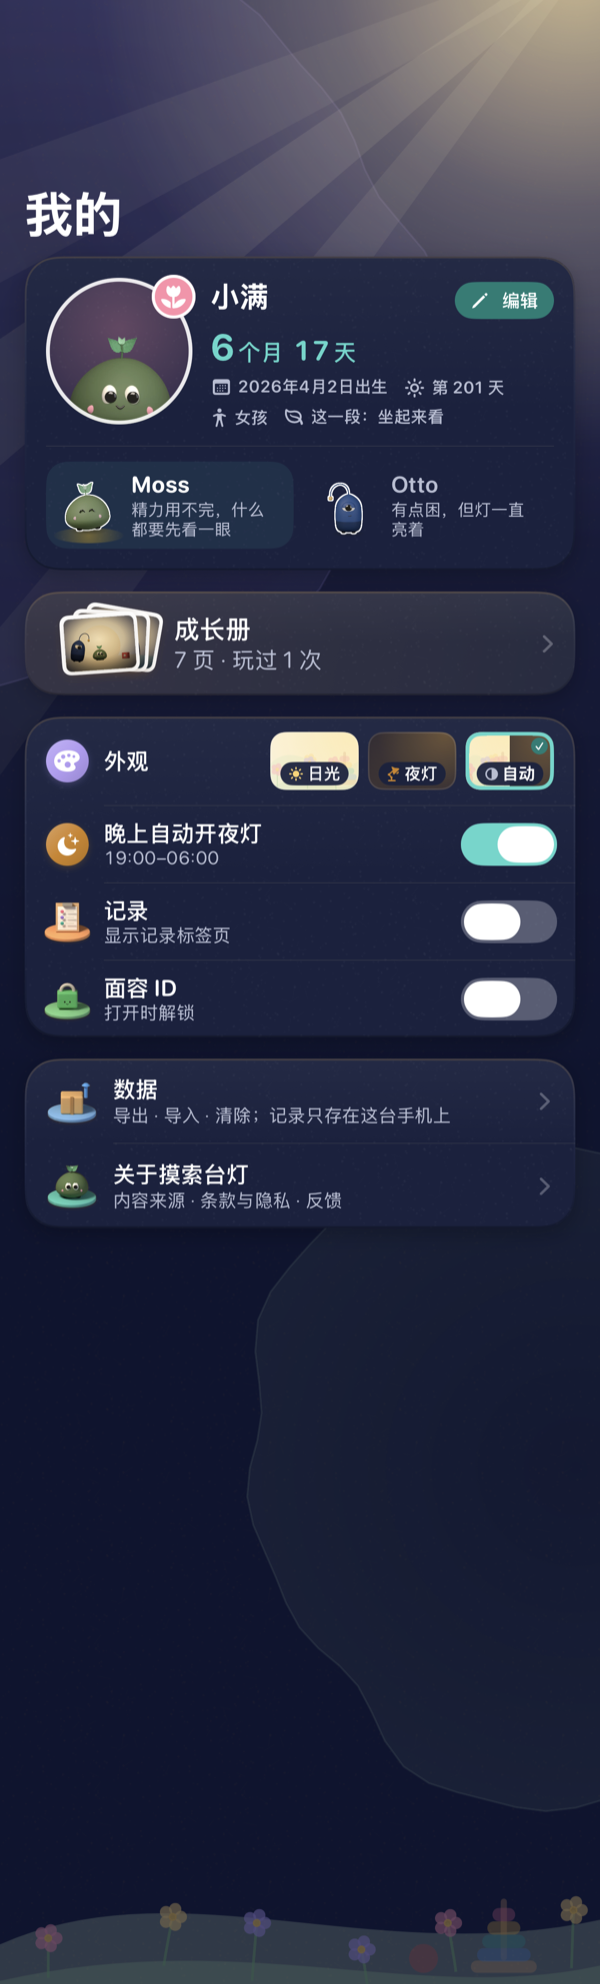 我的
小满
编辑
6个月 17天
2026年4月2日出生 第 201 天
女孩 这一段：坐起来看
Moss
精力用不完，什么
都要先看一眼
Otto
有点困，但灯一直
亮着
成长册
7 页 · 玩过 1 次
外观
日光
夜灯
自动
晚上自动开夜灯
19:00–06:00
记录
显示记录标签页
面容 ID
打开时解锁
数据
导出 · 导入 · 清除；记录只存在这台手机上
关于摸索台灯
内容来源 · 条款与隐私 · 反馈